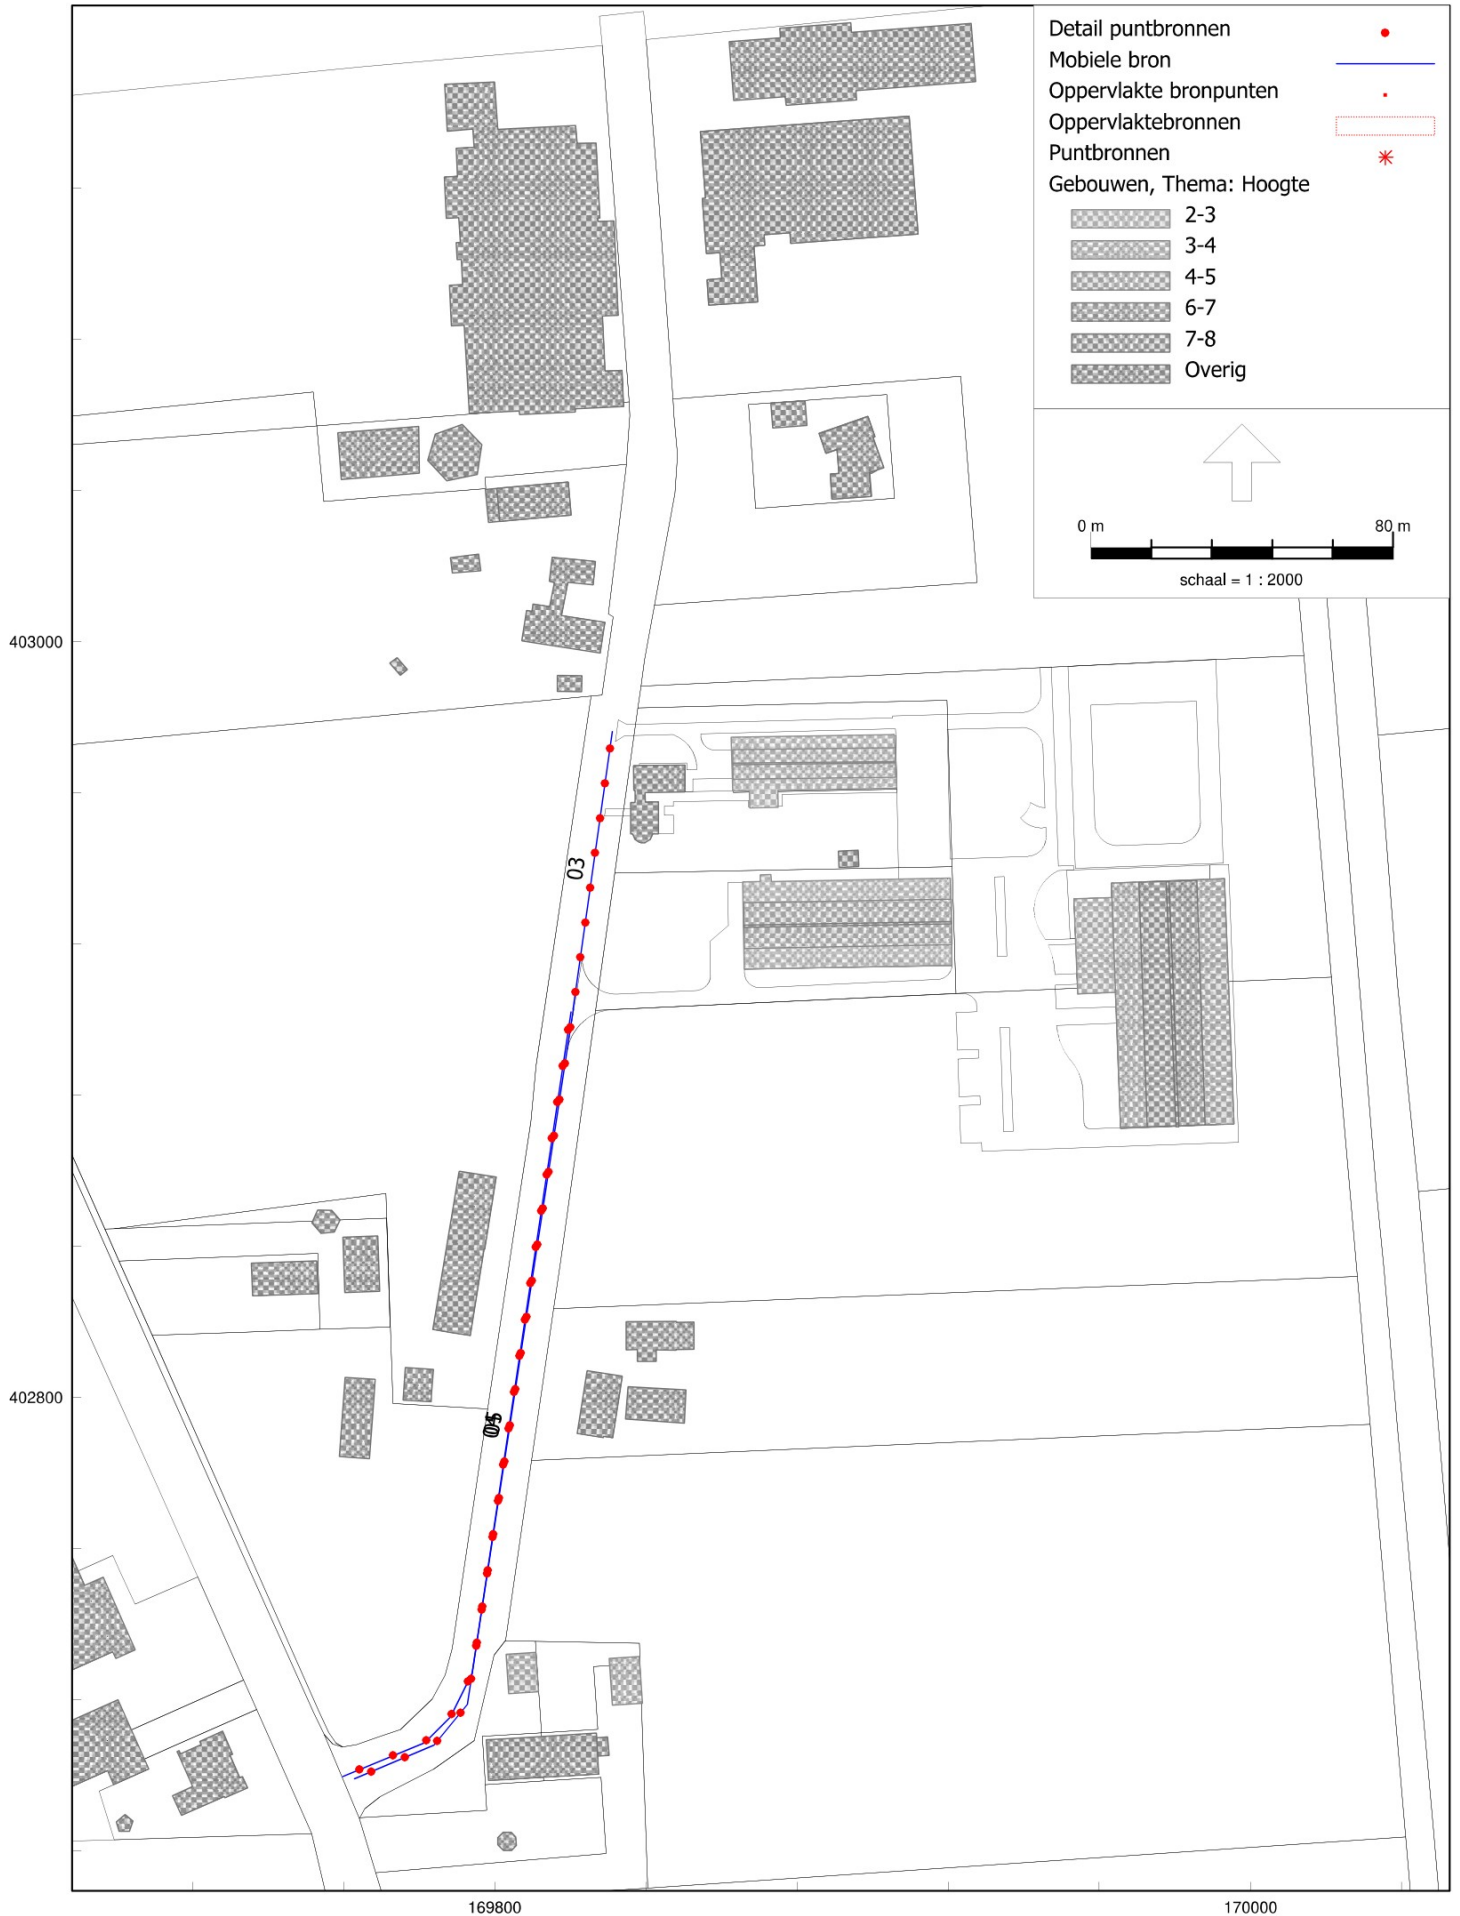 Detail puntbronnen
Mobiele bron
Oppervlakte bronpunten
Oppervlaktebronnen
Puntbronnen
Gebouwen, Thema: Hoogte
2-3
3-4
4-5
6-7
7-8
Overig
0 m 80 m
schaal = 1 : 2000
403000
03
402800
169800 170000